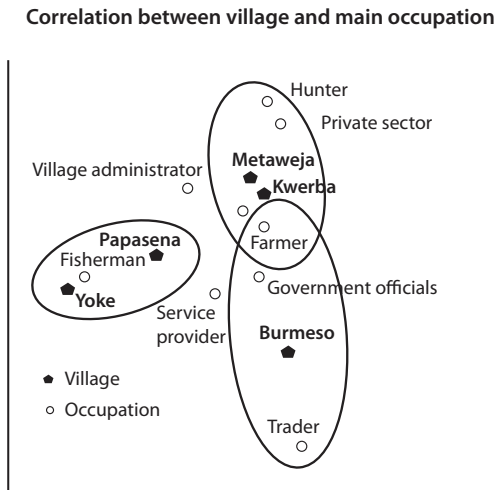 Correlation between village and main occupation
Hunter
Private sector
Metaweja
Village administrator
Kwerba
Farmer
Papasena
Fisherman
Government officials
Yoke
Service
provider
Burmeso
Village
Occupation
Trader